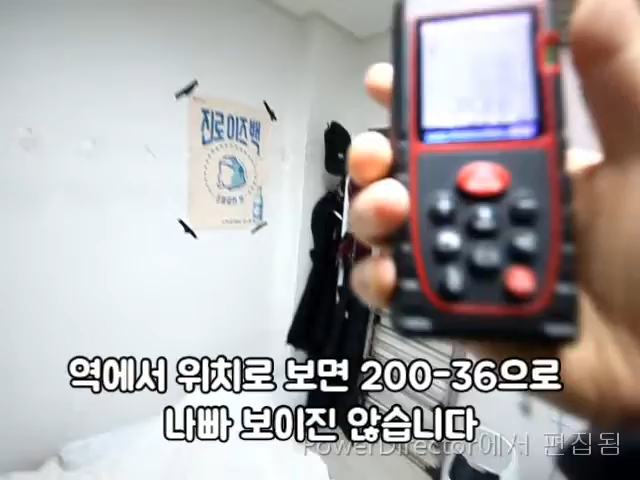 진로이즈백
역에서 위치로 보면 200-36으로
나빠 보이진 않습니다
PowerDirector에서 편집됨